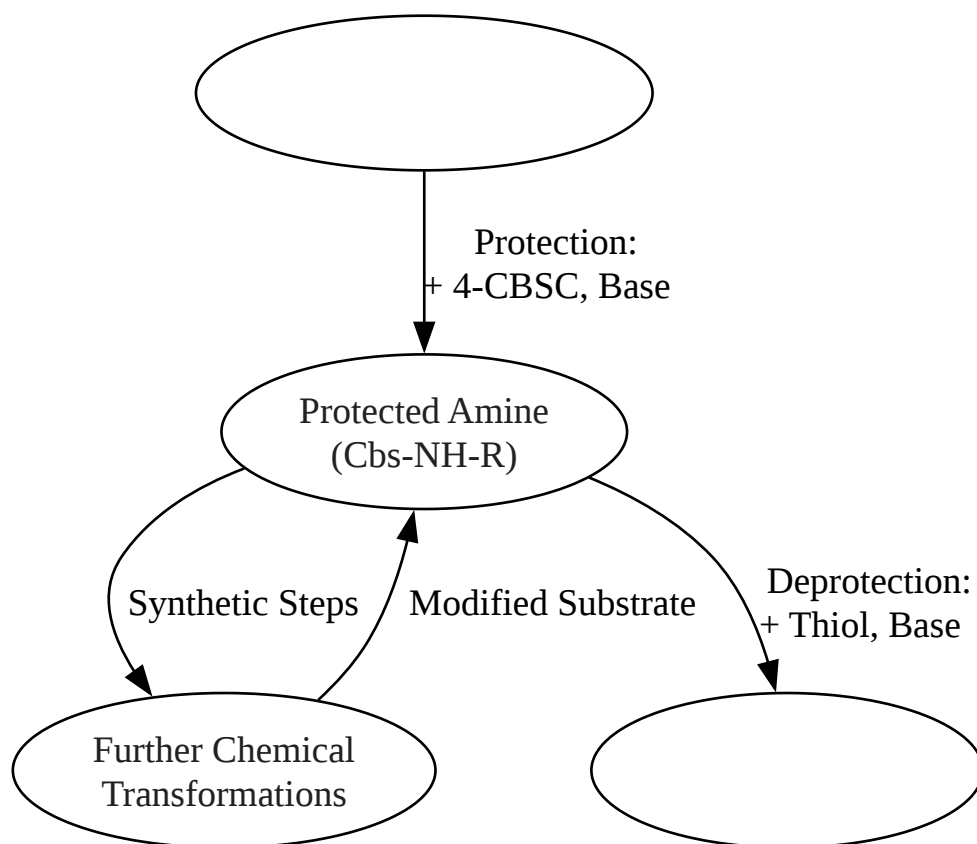 Protection:
+ 4-CBSC, Base
Protected Amine
(Cbs-NH-R)
Synthetic Steps
Modified Substrate
Deprotection:
+ Thiol, Base
Further Chemical
Transformations